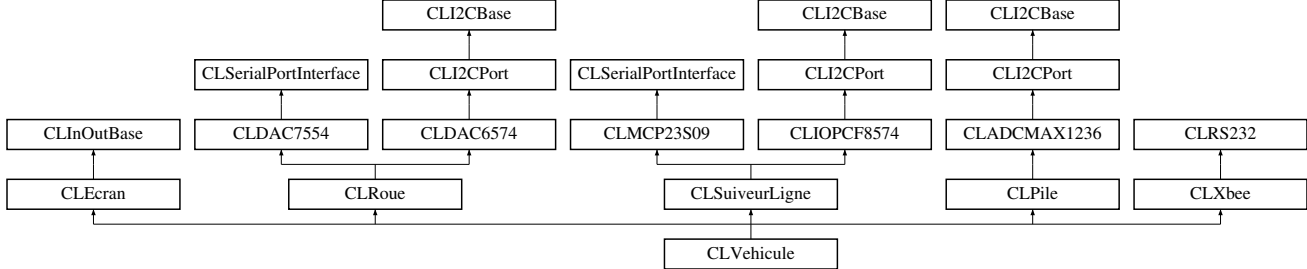 CLI2CBase CLI2CBase CLI2CBase
CLSerialPortInterface CLI2CPort CLSerialPortInterface CLI2CPort CLI2CPort
CLInOutBase CLDAC7554 CLDAC6574 CLMCP23S09 CLIOPCF8574 CLADCMAX1236 CLRS232
CLEcran CLRoue CLSuiveurLigne CLPile CLXbee
CLVehicule